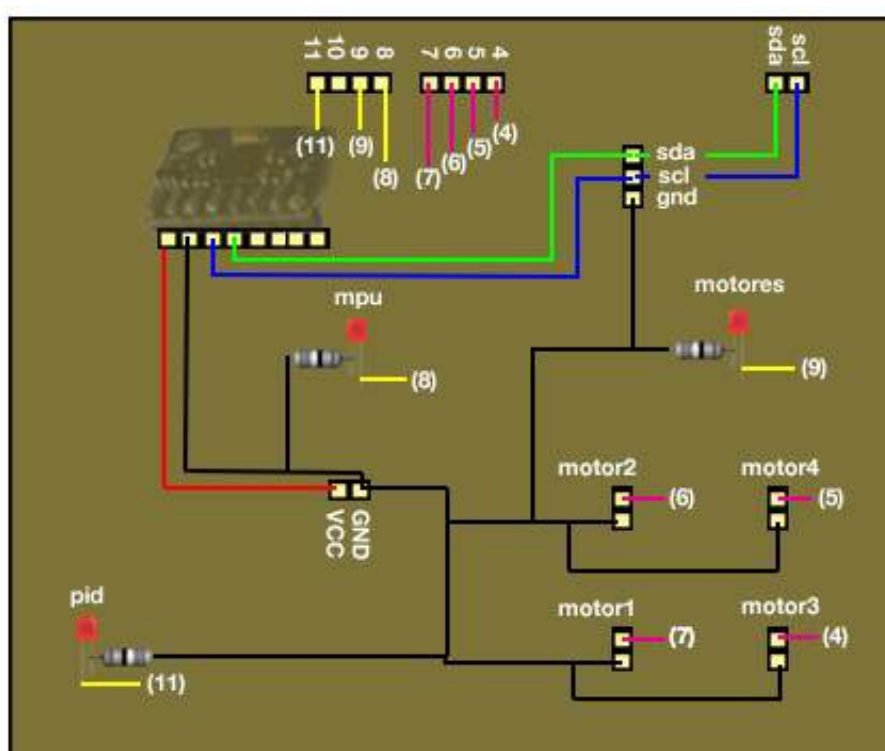 11 10 9 8
7 6 5 4
sda scl
(11)
(9)
(8)
(7)
(6)
(5)
(4)
sda
scl
gnd
mpu
(8)
motores
(9)
motor2
(6)
motor4
(5)
VCC GND
pid
(11)
motor1
(7)
motor3
(4)